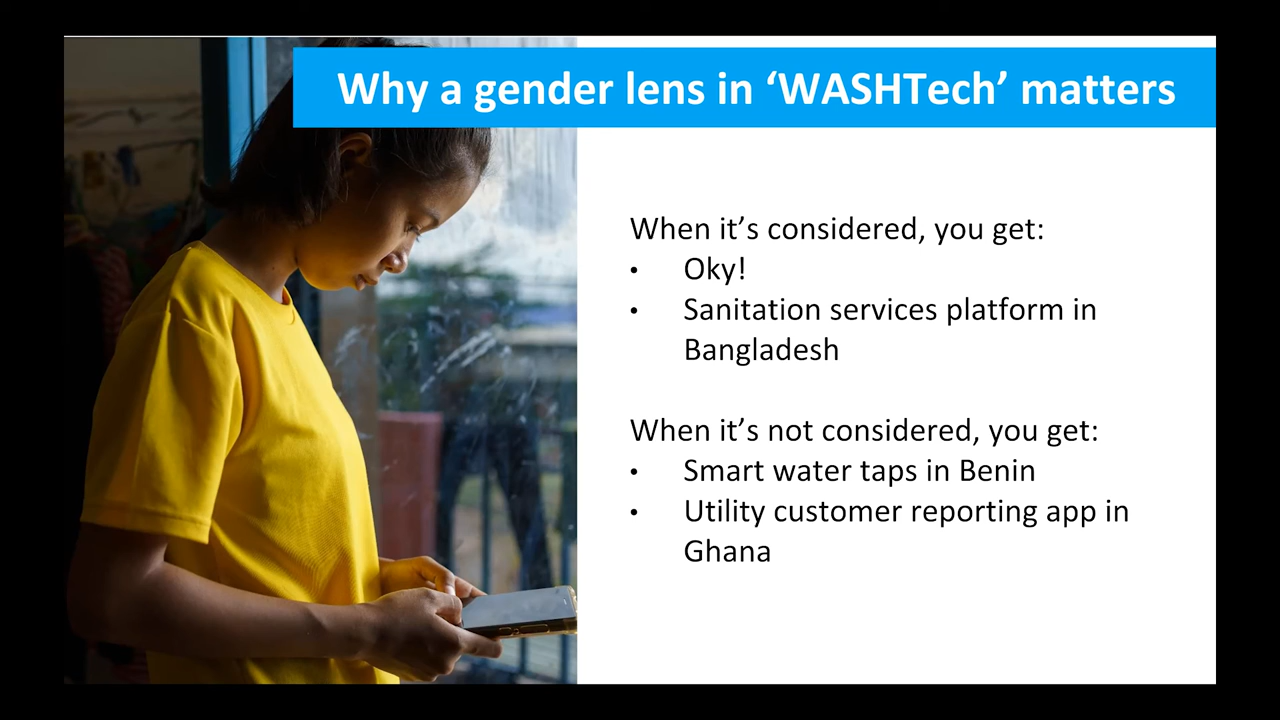 Why a gender lens in ‘WASHTech’ matters
When it’s considered, you get:
• Oky!
• Sanitation services platform in
Bangladesh
When it’s not considered, you get:
• Smart water taps in Benin
• Utility customer reporting app in
Ghana